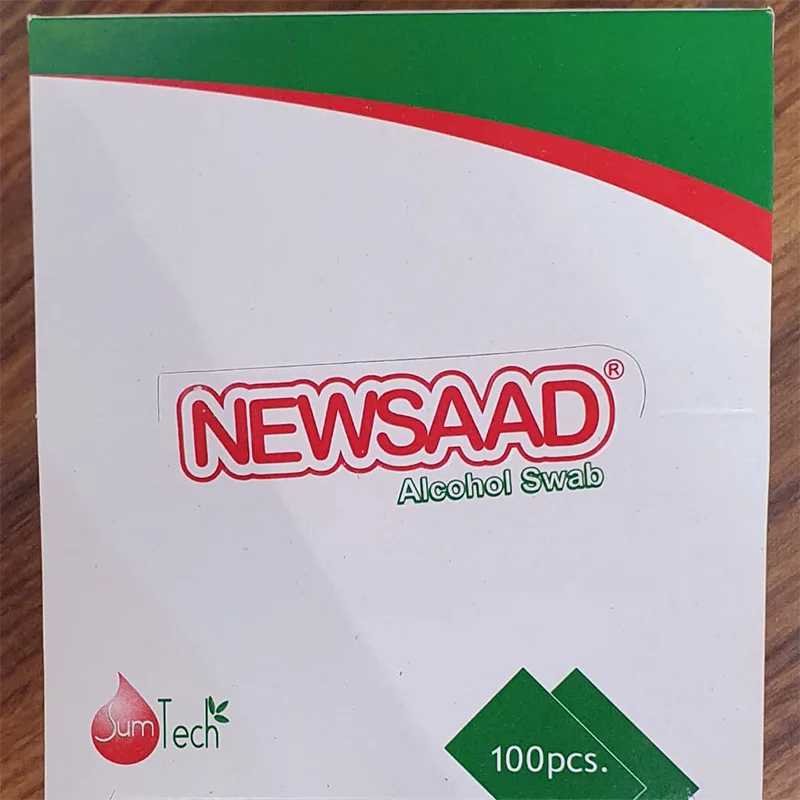 NEWSAAD®
Alcohol Swab
SumTech
100pcs.